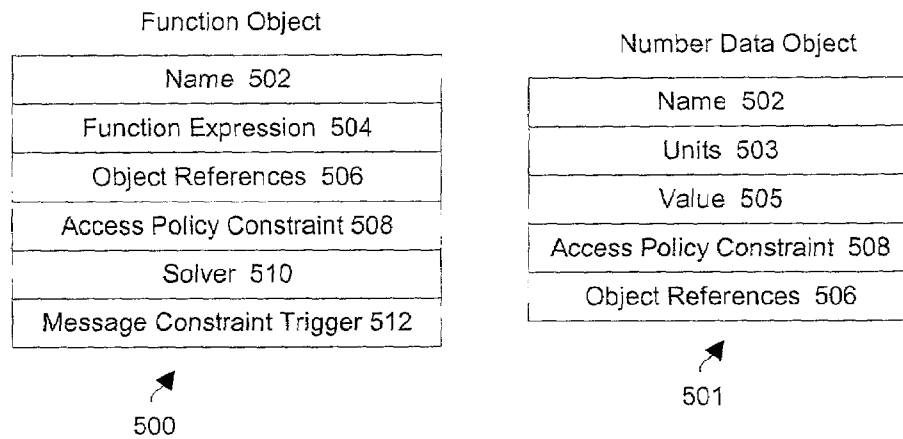 Function Object
Name 502
Function Expression 504
Object References 506
Access Policy Constraint 508
Solver 510
Message Constraint Trigger 512
500
Number Data Object
Name 502
Units 503
Value 505
Access Policy Constraint 508
Object References 506
501